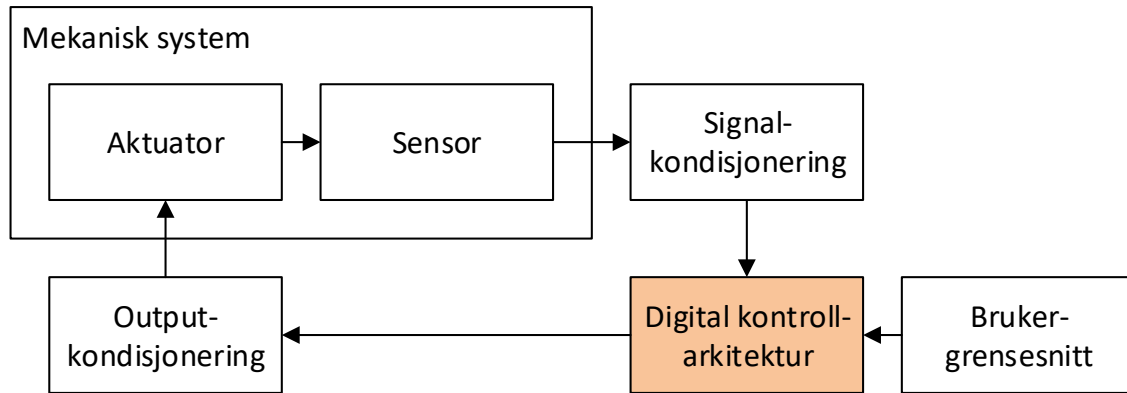 Mekanisk system
Aktuator
Sensor
Signal-
kondisjonering
Output-
kondisjonering
Digital kontroll-
arkitektur
Bruker-
grensesnitt